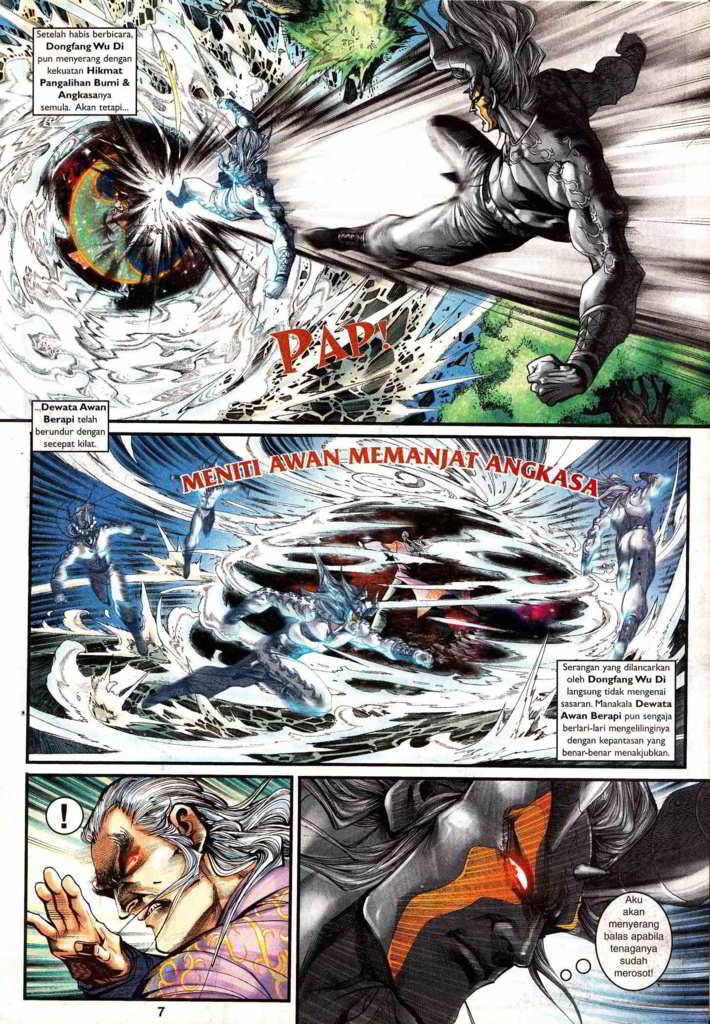 Setelah habis berbicara,
Dongfang Wu Di
pun menyerang dengan
kekuatan Hikmat
Pangalihan Bumi &
Angkasanya
semula. Akan tetapi...
PAP!
...Dewata Awan
Berapi telah
berundur dengan
secepat kilat.
MENITI AWAN MEMANJAT ANGKASA
Serangan yang dilancarkan
oleh Dongfang Wu Di
langsung tidak mengenai
sasaran. Manakala Dewata
Awan Berapi pun sengaja
berlari-lari mengelilinginya
dengan kepantasan yang
benar-benar menakjubkan.
!
Aku
akan
menyerang
balas apabila
tenaganya
sudah
merosot!
7